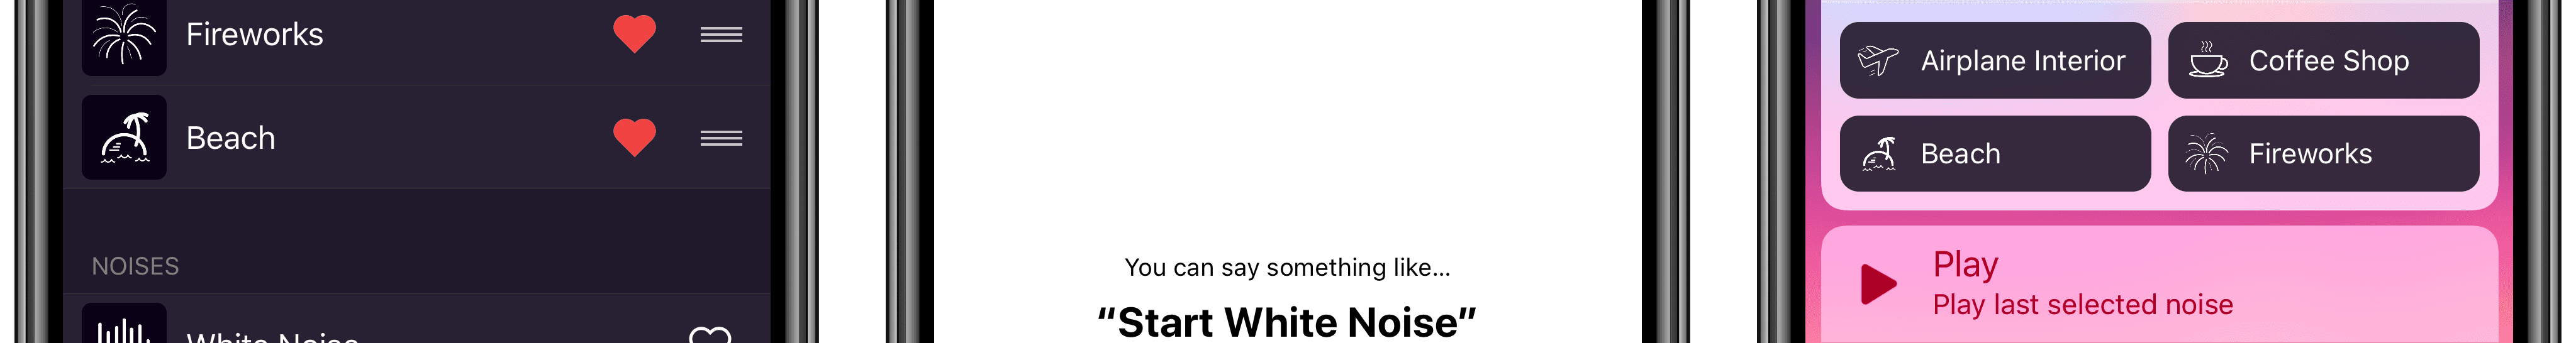 Fireworks
Beach
NOISES
White Noise
You can say something like...
“Start White Noise”
Airplane Interior
Coffee Shop
Beach
Fireworks
Play
Play last selected noise